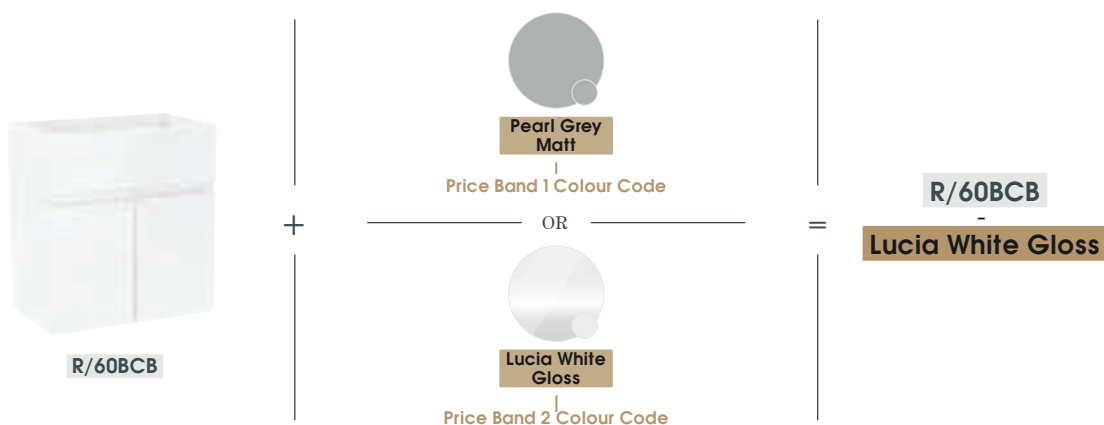 R/60BCB
+
Pearl Grey
Matt
Price Band 1 Colour Code
OR
Lucia White
Gloss
Price Band 2 Colour Code
=
R/60BCB
-
Lucia White Gloss